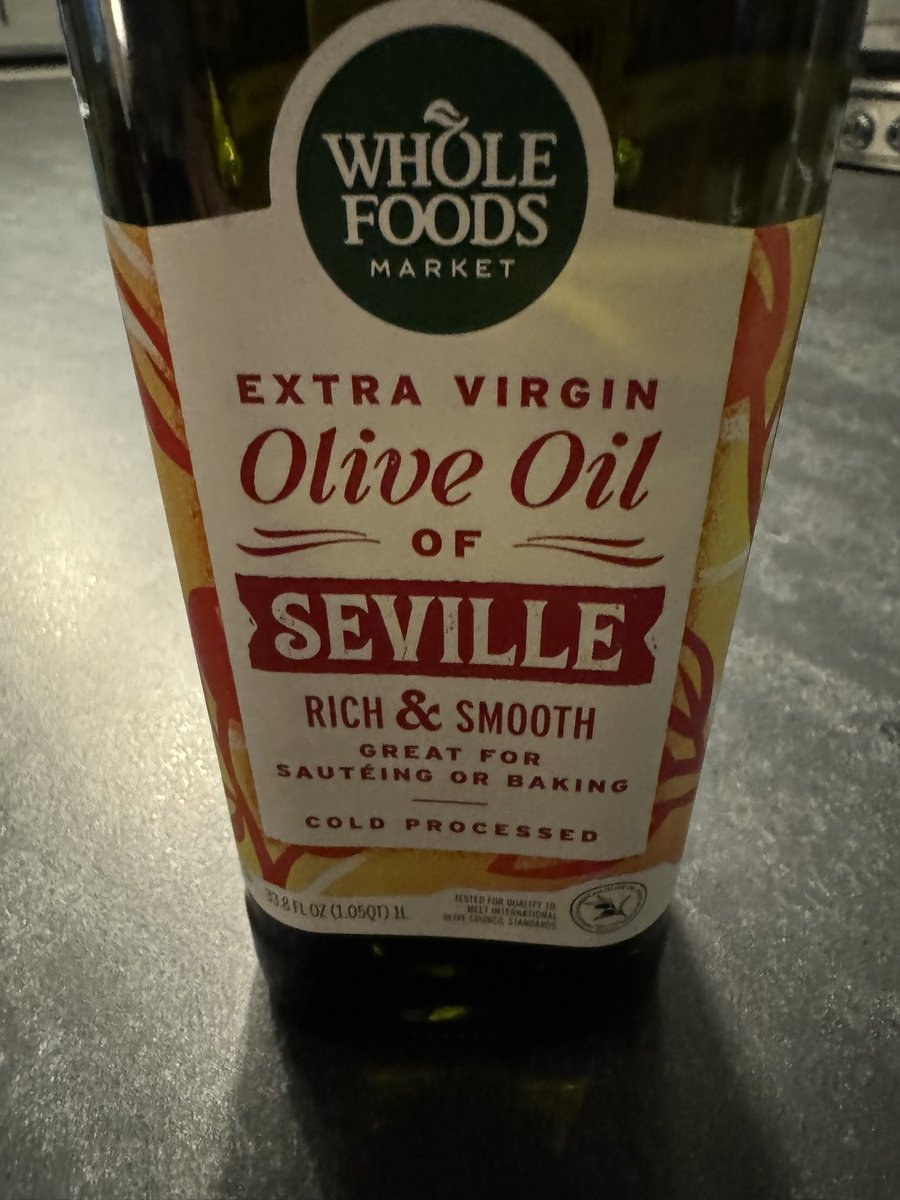 WHOLE
FOODS
MARKET
EXTRA VIRGIN
Olive Oil
OF
SEVILLE
RICH & SMOOTH
GREAT FOR
SAUTÉING OR BAKING
COLD PROCESSED
33.8 FL OZ (1.05QT) 1L
TESTED FOR QUALITY TO
MEET INTERNATIONAL
OLIVE COUNCIL STANDARDS